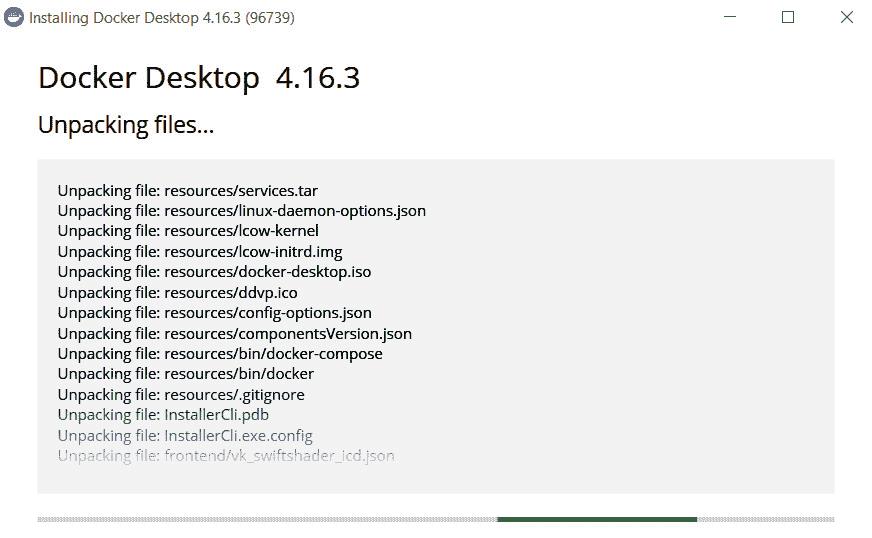 Installing Docker Desktop 4.16.3 (96739)
Docker Desktop 4.16.3
Unpacking files...
Unpacking file: resources/services.tar
Unpacking file: resources/linux-daemon-options.json
Unpacking file: resources/lcow-kernel
Unpacking file: resources/lcow-initrd.img
Unpacking file: resources/docker-desktop.iso
Unpacking file: resources/ddvp.ico
Unpacking file: resources/config-options.json
Unpacking file: resources/componentsVersion.json
Unpacking file: resources/bin/docker-compose
Unpacking file: resources/bin/docker
Unpacking file: resources/.gitignore
Unpacking file: InstallerCli.pdb
Unpacking file: InstallerCli.exe.config
Unpacking file: frontend/vk_swiftshader_icd.json